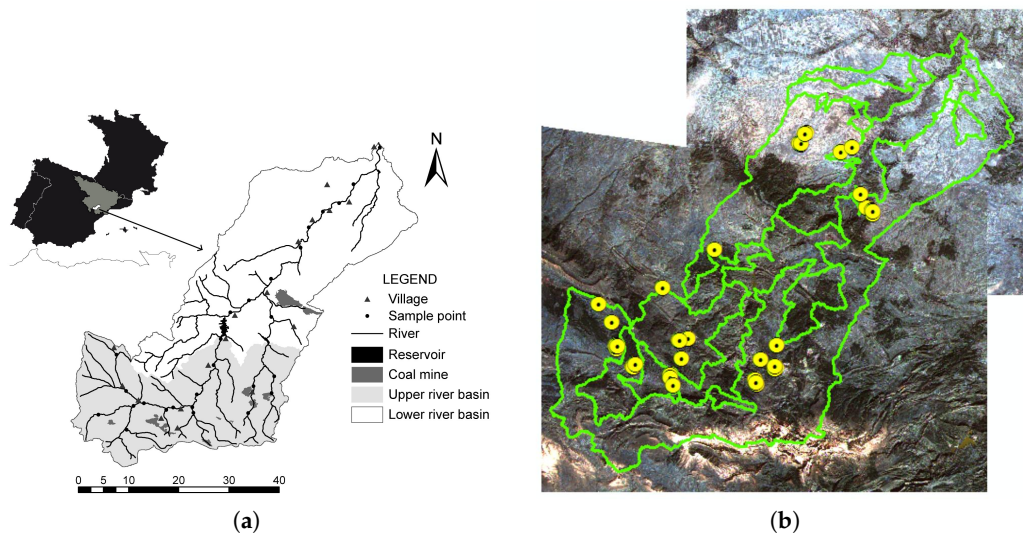 N
LEGEND
Village
Sample point
River
Reservoir
Coal mine
Upper river basin
Lower river basin
0 10 20 30 40
(a) (b)